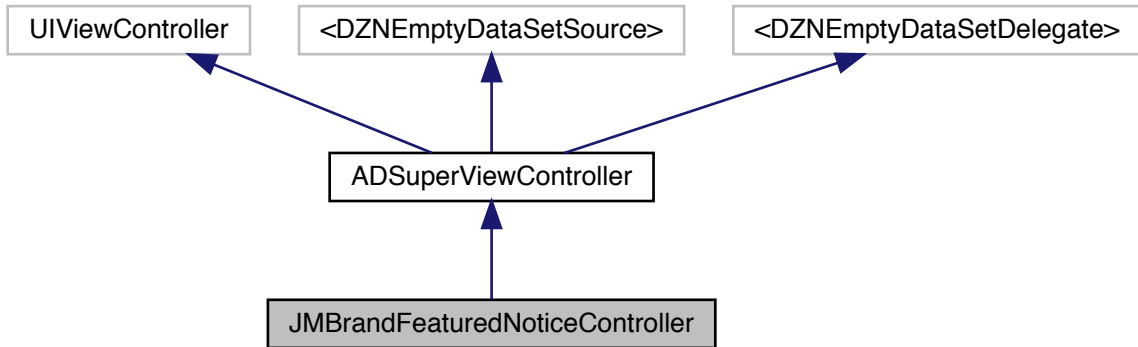 UIViewController
<DZNEmptyDataSetSource>
<DZNEmptyDataSetDelegate>
ADSuperViewController
JMBrandFeaturedNoticeController